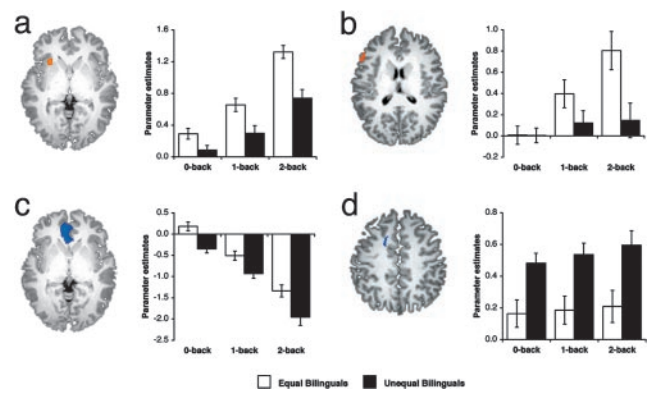 a
Parameter estimates
1.6
1.2
0.8
0.4
0.0
0-back 1-back 2-back
b
Parameter estimates
1.0
0.8
0.6
0.4
0.2
0.0
-0.2
0-back 1-back 2-back
c
Parameter estimates
0.5
0.0
-0.5
-1.0
-1.5
-2.0
-2.5
0-back 1-back 2-back
d
Parameter estimates
0.8
0.6
0.4
0.2
0
0-back 1-back 2-back
Equal Bilinguals Unequal Bilinguals